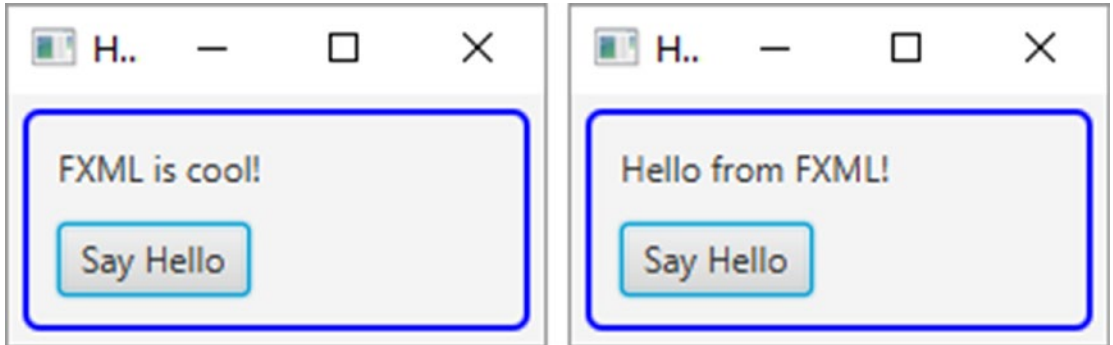 H..
FXML is cool!
Say Hello
H..
Hello from FXML!
Say Hello